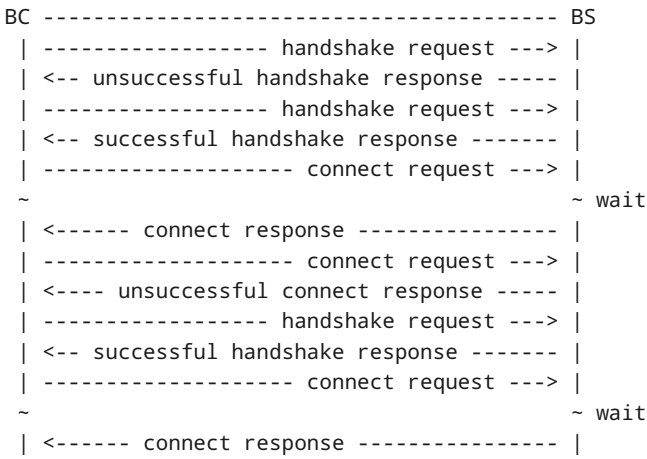 BC ----------------------------------------- BS
| ------------------ handshake request ---> |
| <-- unsuccessful handshake response ----- |
| ------------------ handshake request ---> |
| <-- successful handshake response ------- |
| -------------------- connect request ---> |
~ ~ wait
| <------ connect response ---------------- |
| -------------------- connect request ---> |
| <---- unsuccessful connect response ----- |
| ------------------ handshake request ---> |
| <-- successful handshake response ------- |
| -------------------- connect request ---> |
~ ~ wait
| <------ connect response ---------------- |